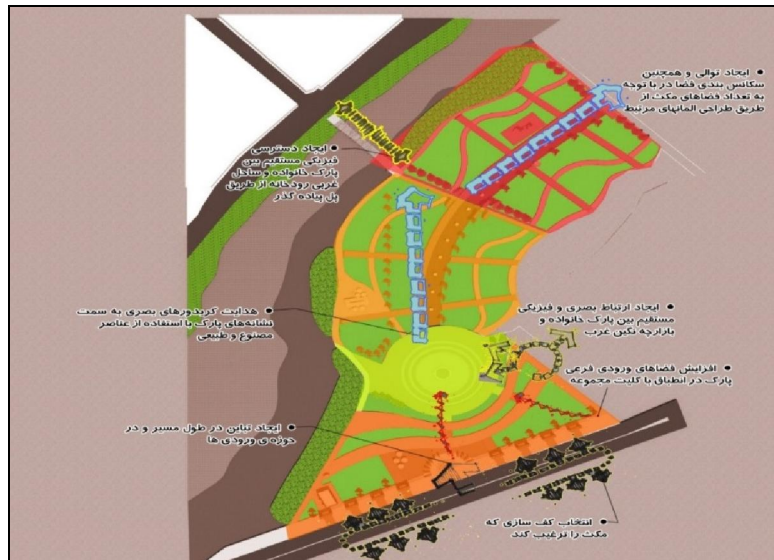 ● ایجاد توالی و همچنین
سکانس بندی فضا در با توجه
به تعداد فضاهای مکث از
طریق طراحی المانهای مرتبط
● ایجاد دسترسی
فیزیکی مستقیم بین
پارک خانواده و ساحل
غربی رودخانه از طریق
پل پیاده گذر
● هدایت کریدورهای بصری به سمت
نشانه‌های پارک با استفاده از عناصر
مصنوع و طبیعی
● ایجاد ارتباط بصری و فیزیکی
مستقیم بین پارک خانواده و
بازارچه نگین غرب
● افزایش فضاهای ورودی فرعی
پارک در انطباق با کلیت مجموعه
● ایجاد تباین در طول مسیر و در
حوزه ی ورودی ها
● انتخاب کف سازی که
مکث را ترغیب کند